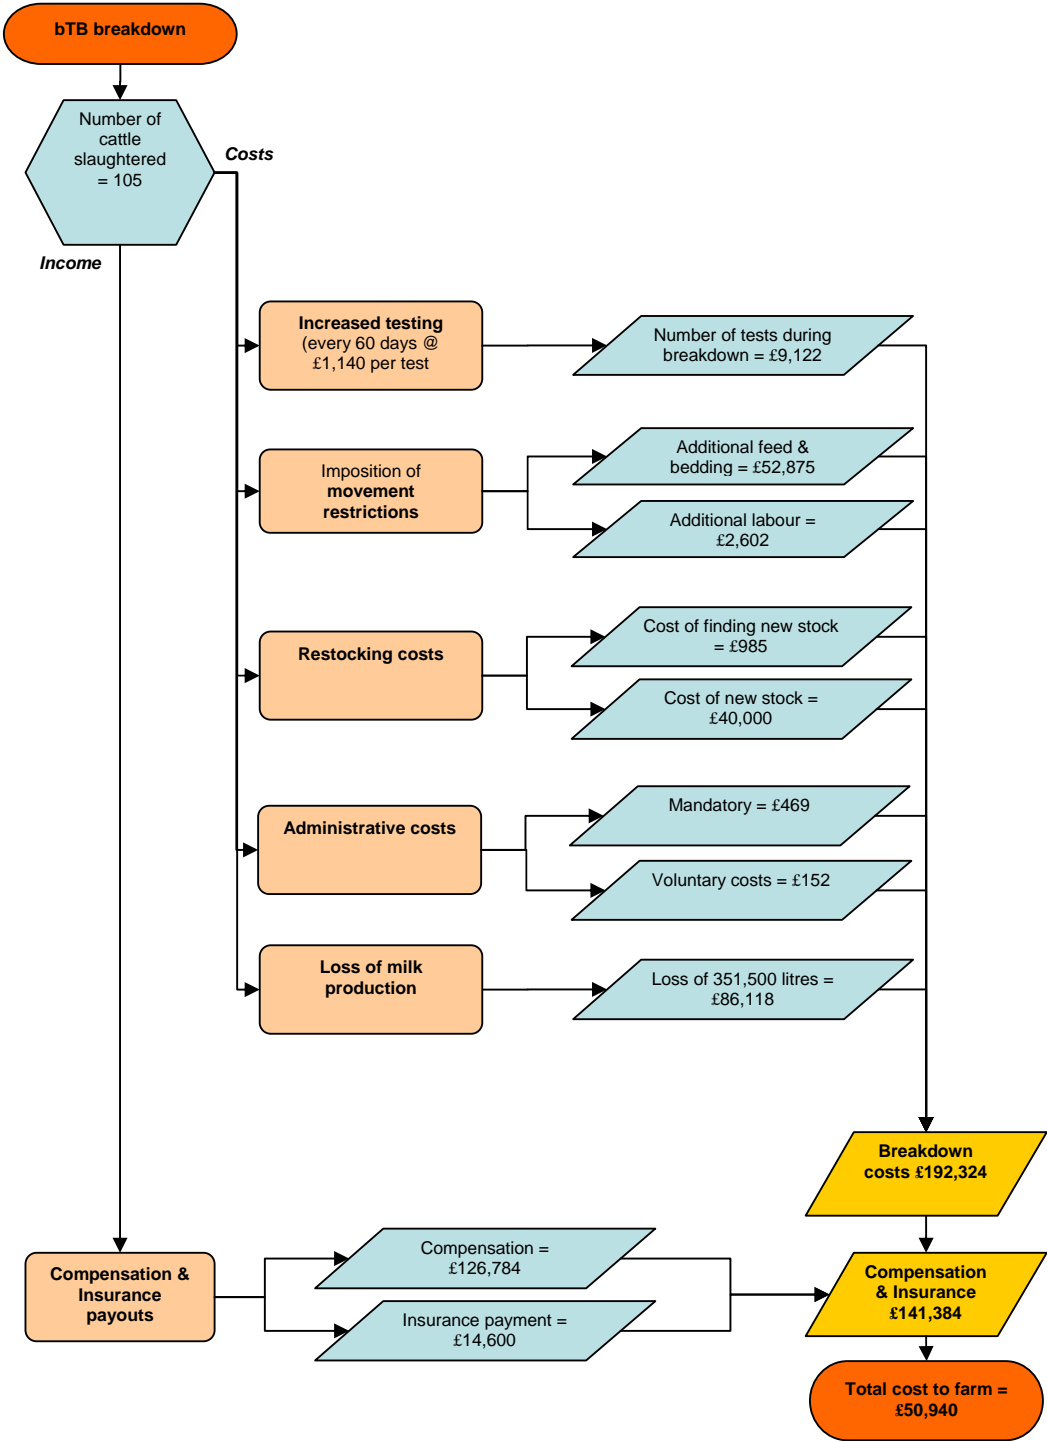 bTB breakdown
Number of
cattle
slaughtered
= 105
Costs
Income
Increased testing
(every 60 days @
£1,140 per test
Number of tests during
breakdown = £9,122
Imposition of
movement
restrictions
Additional feed &
bedding = £52,875
Additional labour =
£2,602
Restocking costs
Cost of finding new stock
= £985
Cost of new stock =
£40,000
Administrative costs
Mandatory = £469
Voluntary costs = £152
Loss of milk
production
Loss of 351,500 litres =
£86,118
Breakdown
costs £192,324
Compensation &
Insurance
payouts
Compensation =
£126,784
Insurance payment =
£14,600
Compensation
& Insurance
£141,384
Total cost to farm =
£50,940